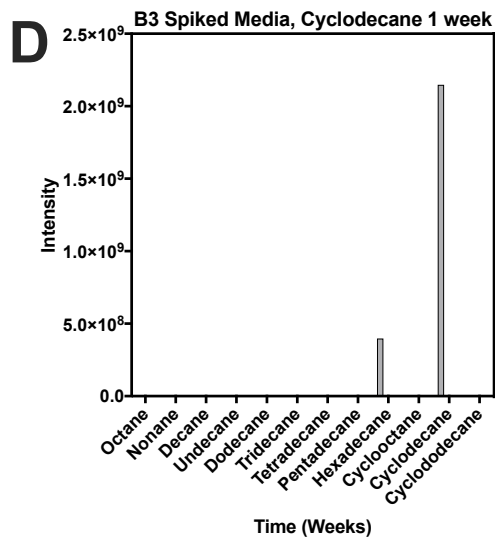 D
B3 Spiked Media, Cyclodecane 1 week
2.5×10⁹
2.0×10⁹
1.5×10⁹
1.0×10⁹
5.0×10⁸
0.0
Intensity
Octane
Nonane
Decane
Undecane
Dodecane
Tridecane
Tetradecane
Pentadecane
Hexadecane
Cyclooctane
Cyclodecane
Cyclododecane
Time (Weeks)